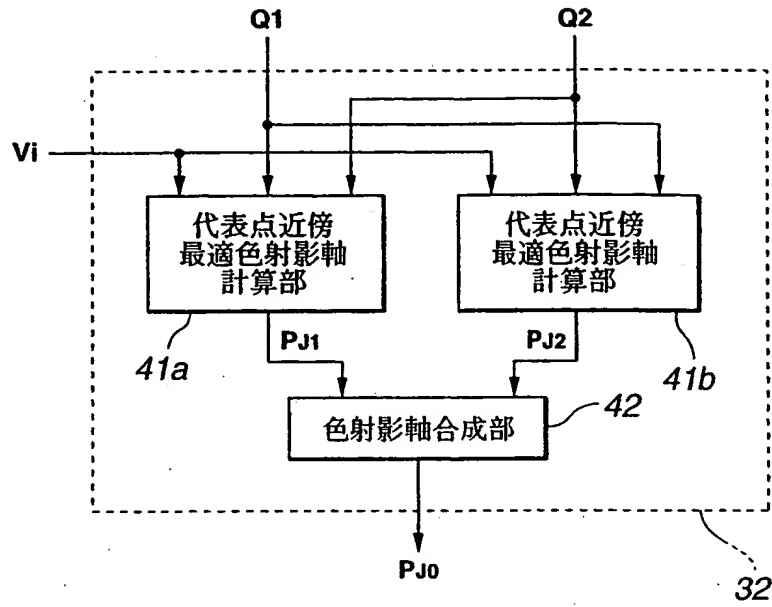 Q1
Q2
Vi
代表点近傍
最適色射影軸
計算部
代表点近傍
最適色射影軸
計算部
41a
PJ1
PJ2
41b
色射影軸合成部
42
PJ0
32